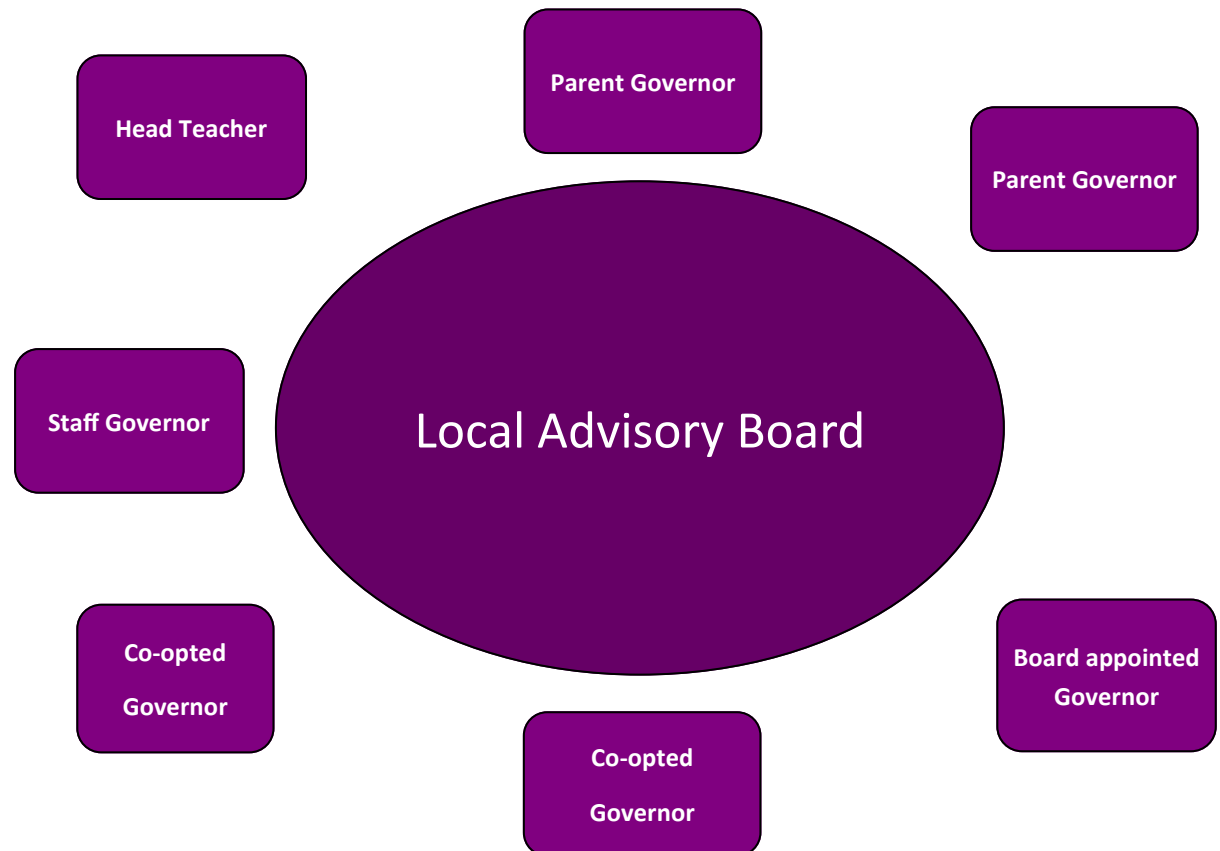 Parent Governor
Head Teacher
Parent Governor
Local Advisory Board
Staff Governor
Co-opted
Governor
Board appointed
Governor
Co-opted
Governor